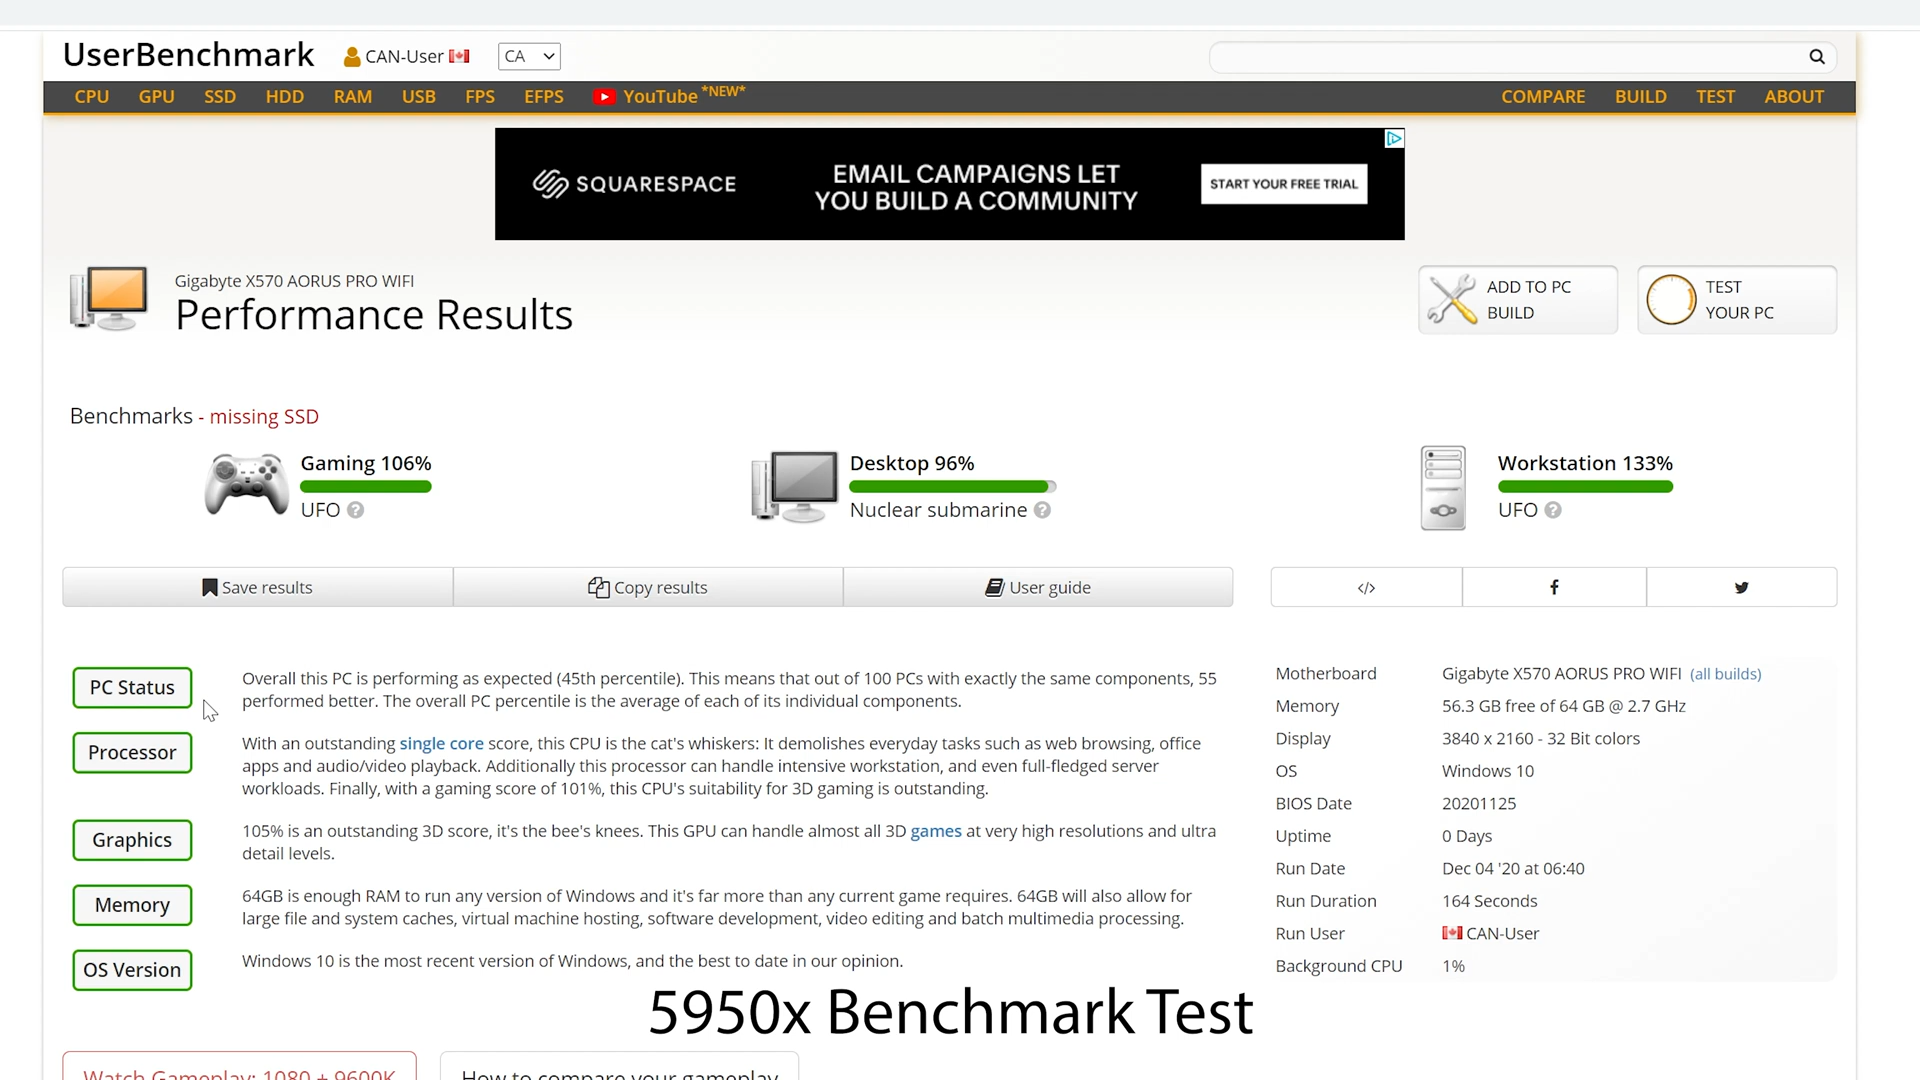 UserBenchmark CAN-User CA
CPU GPU SSD HDD RAM USB FPS EFPS YouTube *NEW* COMPARE BUILD TEST ABOUT
SQUARESPACE
EMAIL CAMPAIGNS LET
YOU BUILD A COMMUNITY
START YOUR FREE TRIAL
Gigabyte X570 AORUS PRO WIFI
Performance Results
ADD TO PC
BUILD
TEST
YOUR PC
Benchmarks - missing SSD
Gaming 106%
UFO ?
Desktop 96%
Nuclear submarine ?
Workstation 133%
UFO ?
Save results Copy results User guide </> f
PC Status
Overall this PC is performing as expected (45th percentile). This means that out of 100 PCs with exactly the same components, 55
performed better. The overall PC percentile is the average of each of its individual components.
Processor
With an outstanding single core score, this CPU is the cat's whiskers: It demolishes everyday tasks such as web browsing, office
apps and audio/video playback. Additionally this processor can handle intensive workstation, and even full-fledged server
workloads. Finally, with a gaming score of 101%, this CPU's suitability for 3D gaming is outstanding.
Graphics
105% is an outstanding 3D score, it's the bee's knees. This GPU can handle almost all 3D games at very high resolutions and ultra
detail levels.
Memory
64GB is enough RAM to run any version of Windows and it's far more than any current game requires. 64GB will also allow for
large file and system caches, virtual machine hosting, software development, video editing and batch multimedia processing.
OS Version
Windows 10 is the most recent version of Windows, and the best to date in our opinion.
Motherboard Gigabyte X570 AORUS PRO WIFI (all builds)
Memory 56.3 GB free of 64 GB @ 2.7 GHz
Display 3840 x 2160 - 32 Bit colors
OS Windows 10
BIOS Date 20201125
Uptime 0 Days
Run Date Dec 04 '20 at 06:40
Run Duration 164 Seconds
Run User CAN-User
Background CPU 1%
5950x Benchmark Test
Watch Gameplay: 1080 + 9600K
How to compare your gameplay